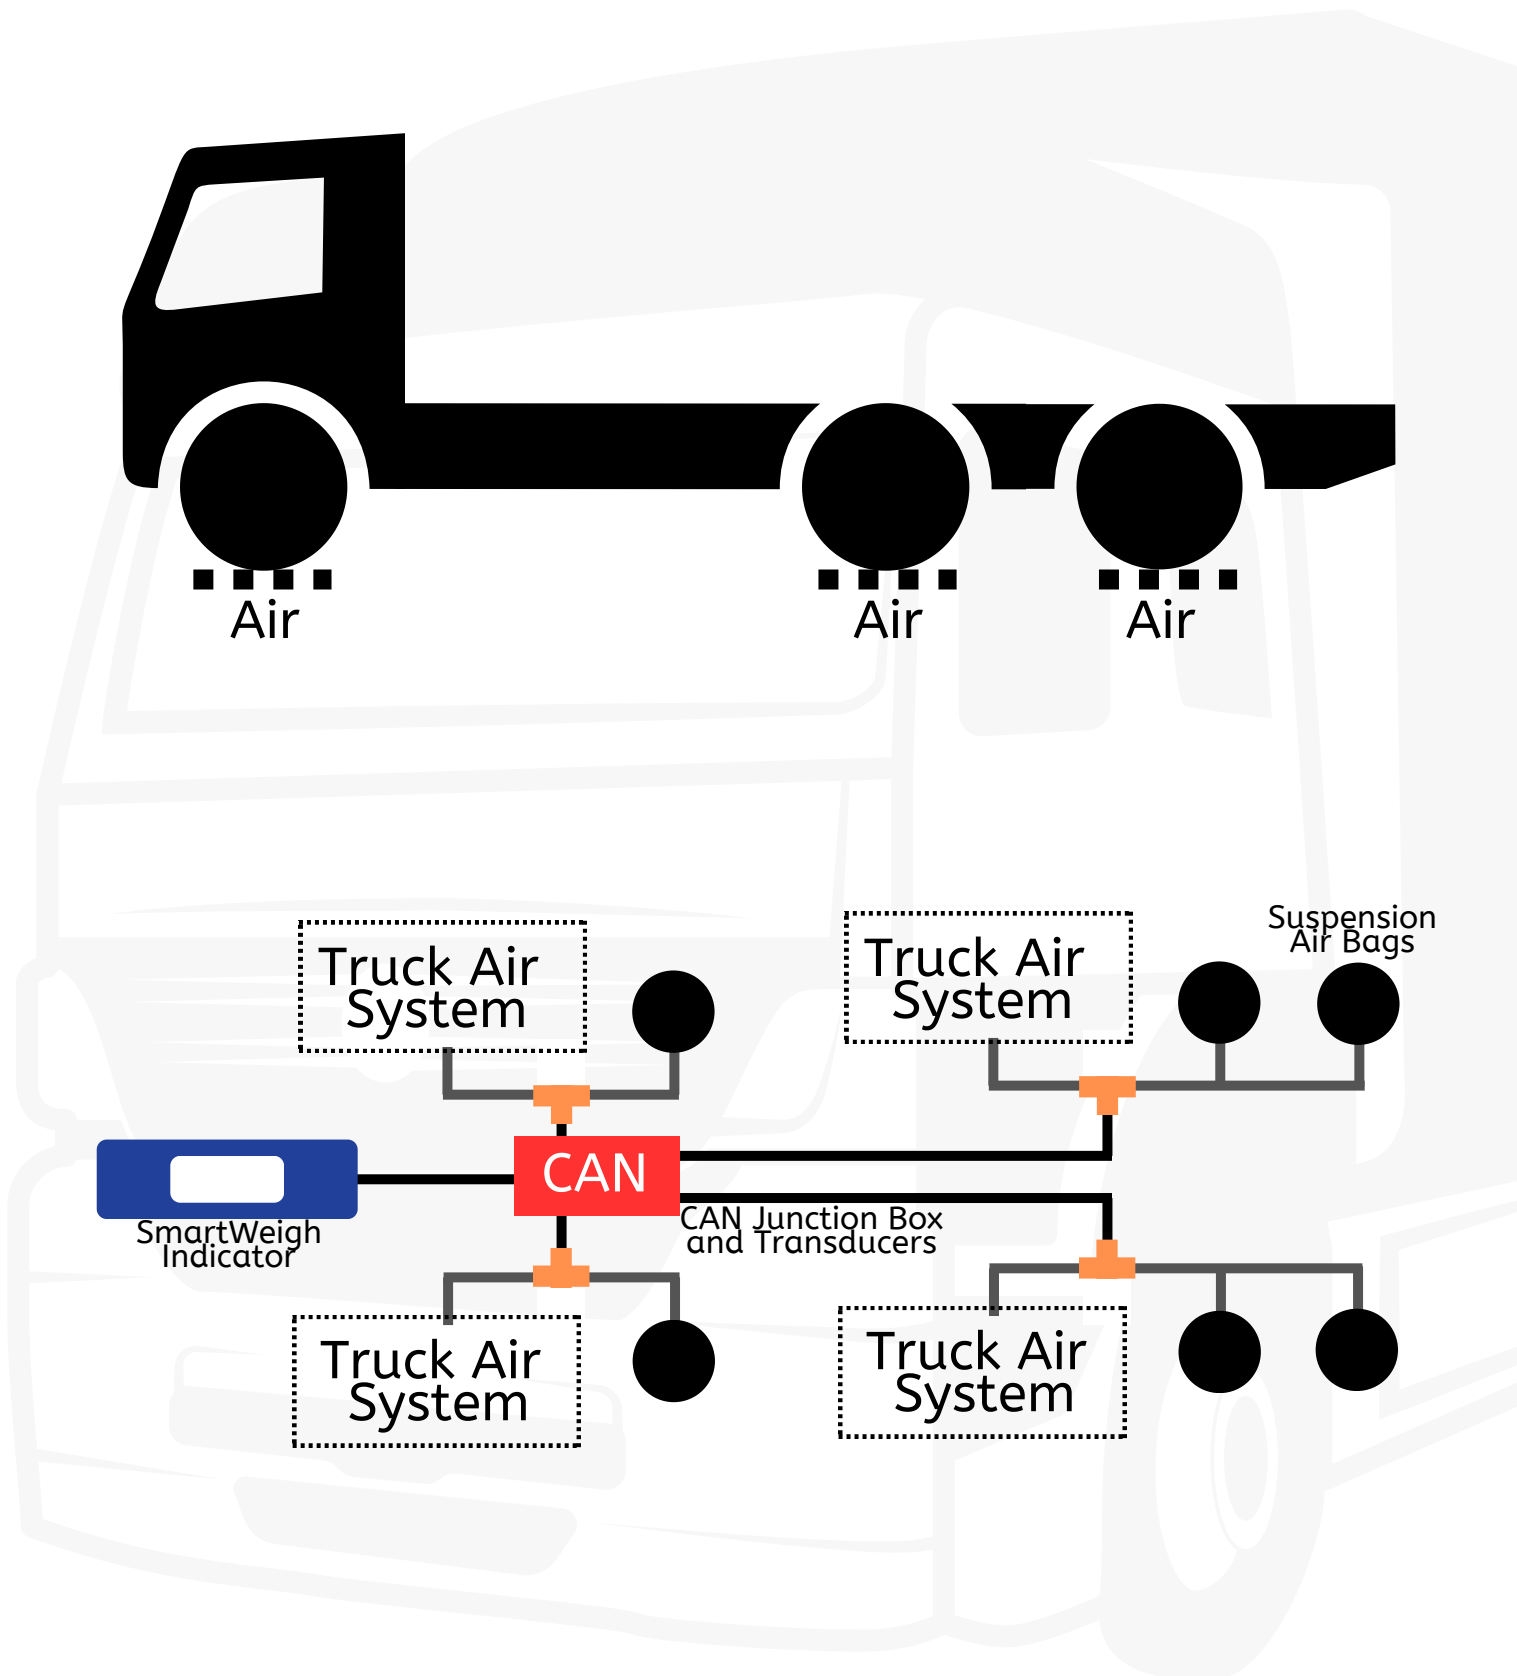 Air
Air
Air
Suspension
Air Bags
Truck Air
System
Truck Air
System
CAN
SmartWeigh
Indicator
CAN Junction Box
and Transducers
Truck Air
System
Truck Air
System